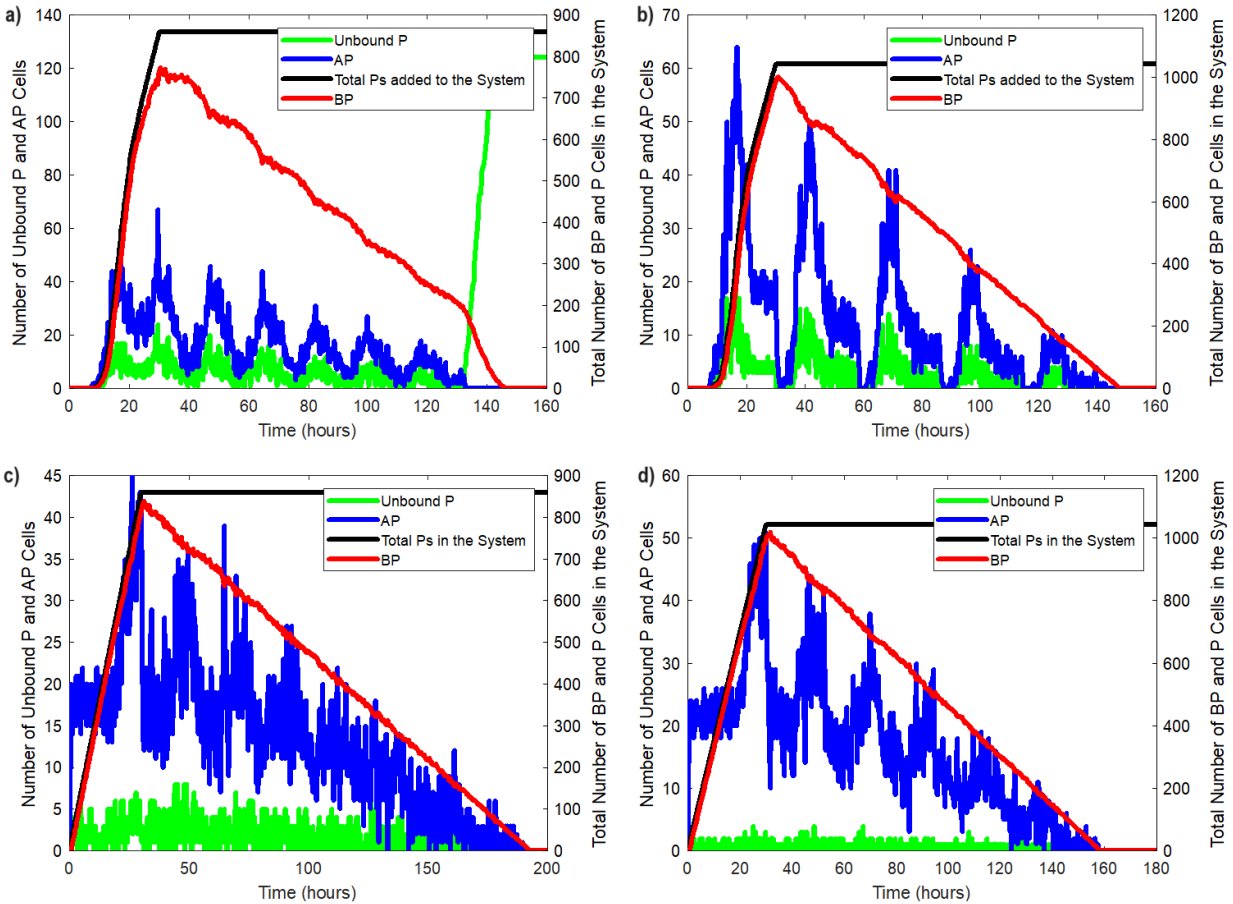 a)
Number of Unbound P and AP Cells
140
120
100
80
60
40
20
0
Unbound P
AP
Total Ps added to the System
BP
900
800
700
600
500
400
300
200
100
0
Total Number of BP and P Cells in the System
0 20 40 60 80 100 120 140 160
Time (hours)
b)
Number of Unbound P and AP Cells
70
60
50
40
30
20
10
0
Unbound P
AP
Total Ps added to the System
BP
1200
1000
800
600
400
200
0
Total Number of BP and P Cells in the System
0 20 40 60 80 100 120 140 160
Time (hours)
c)
Number of Unbound P and AP Cells
45
40
35
30
25
20
15
10
5
0
Unbound P
AP
Total Ps in the System
BP
900
800
700
600
500
400
300
200
100
0
Total Number of BP and P Cells in the System
0 50 100 150 200
Time (hours)
d)
Number of Unbound P and AP Cells
60
50
40
30
20
10
0
Unbound P
AP
Total Ps in the System
BP
1200
1000
800
600
400
200
0
Total Number of BP and P Cells in the System
0 20 40 60 80 100 120 140 160 180
Time (hours)